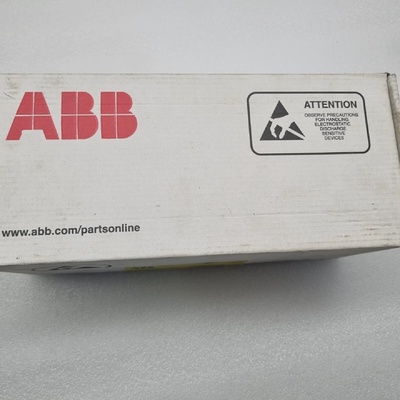 ABB
ATTENTION
OBSERVE PRECAUTIONS
FOR HANDLING
ELECTROSTATIC
DISCHARGE
SENSITIVE
DEVICES
www.abb.com/partsonline